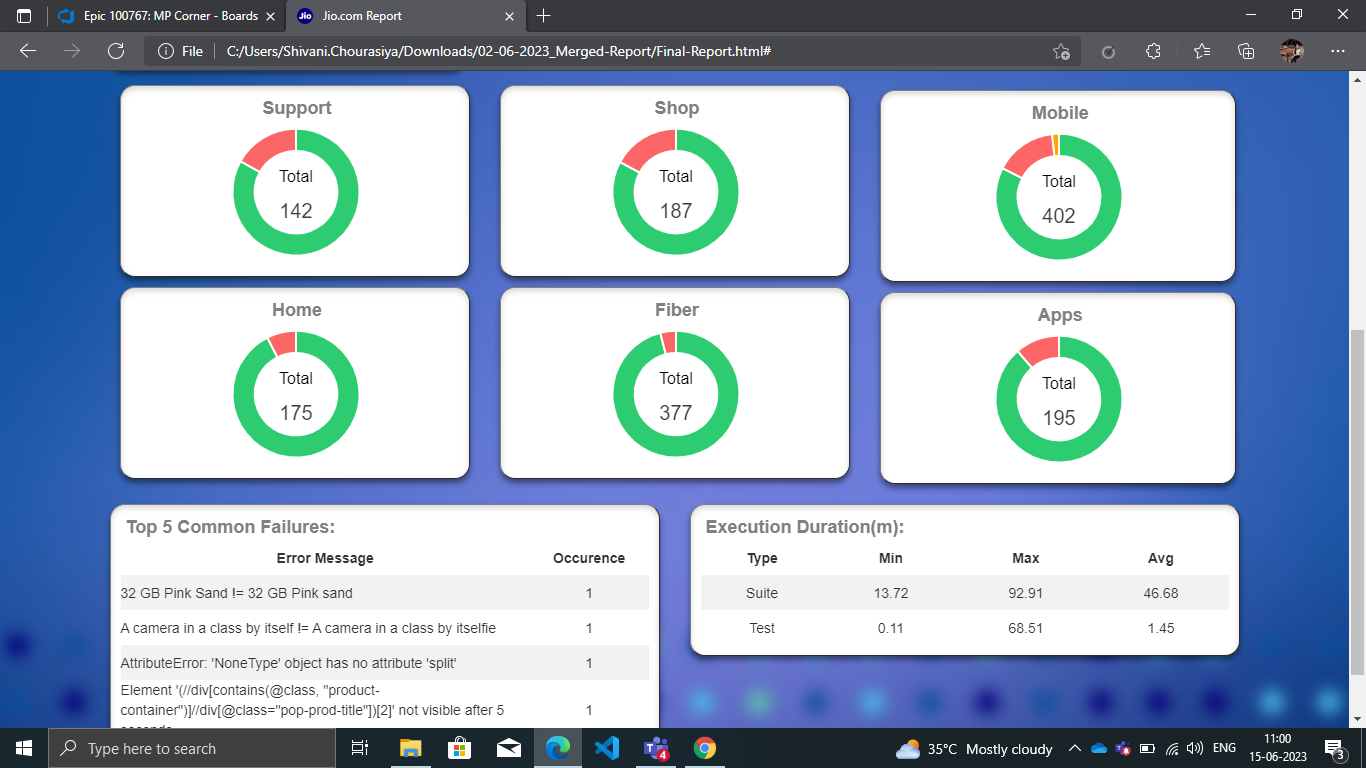 Epic 100767: MP Corner - Boards
Jio
Jio.com Report
File
C:/Users/Shivani.Chourasiya/Downloads/02-06-2023_Merged-Report/Final-Report.html#
Support
Total
142
Shop
Total
187
Mobile
Total
402
Home
Total
175
Fiber
Total
377
Apps
Total
195
Top 5 Common Failures:
Error Message Occurence
32 GB Pink Sand != 32 GB Pink sand 1
A camera in a class by itself != A camera in a class by itselfie 1
AttributeError: 'NoneType' object has no attribute 'split' 1
Element '(//div[contains(@class, "product-
container")]//div[@class="pop-prod-title"])[2]' not visible after 5 1
seconds
Execution Duration(m):
Type Min Max Avg
Suite 13.72 92.91 46.68
Test 0.11 68.51 1.45
Type here to search
4
35°C Mostly cloudy
ENG
11:00
15-06-2023
3